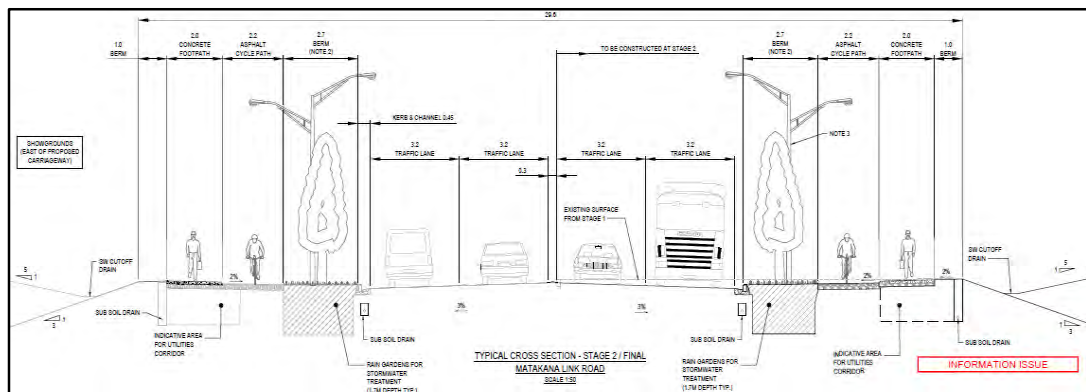 29.6
1.0
BERM
2.0
CONCRETE
FOOTPATH
2.2
ASPHALT
CYCLE PATH
2.7
BERM
(NOTE 2)
TO BE CONSTRUCTED AT STAGE 2
2.7
BERM
(NOTE 2)
2.2
ASPHALT
CYCLE PATH
2.0
CONCRETE
FOOTPATH
1.0
BERM
KERB & CHANNEL 0.45
NOTE 3
SHOWGROUNDS
(EAST OF PROPOSED
CARRIAGEWAY)
3.2
TRAFFIC LANE
3.2
TRAFFIC LANE
3.2
TRAFFIC LANE
3.2
TRAFFIC LANE
0.3
EXISTING SURFACE
FROM STAGE 1
SW CUTOFF
DRAIN
SW CUTOFF
DRAIN
5
1
2%
2%
2%
5
1
3%
3%
1
3
1
3
SUB SOIL DRAIN
INDICATIVE AREA
FOR UTILITIES
CORRIDOR
SUB SOIL DRAIN
RAIN GARDENS FOR
STORMWATER
TREATMENT
(1.7M DEPTH TYP.)
TYPICAL CROSS SECTION - STAGE 2 / FINAL
MATAKANA LINK ROAD
SCALE 1:50
SUB SOIL DRAIN
RAIN GARDENS FOR
STORMWATER
TREATMENT
(1.7M DEPTH TYP.)
INDICATIVE AREA
FOR UTILITIES
CORRIDOR
SUB SOIL DRAIN
INFORMATION ISSUE